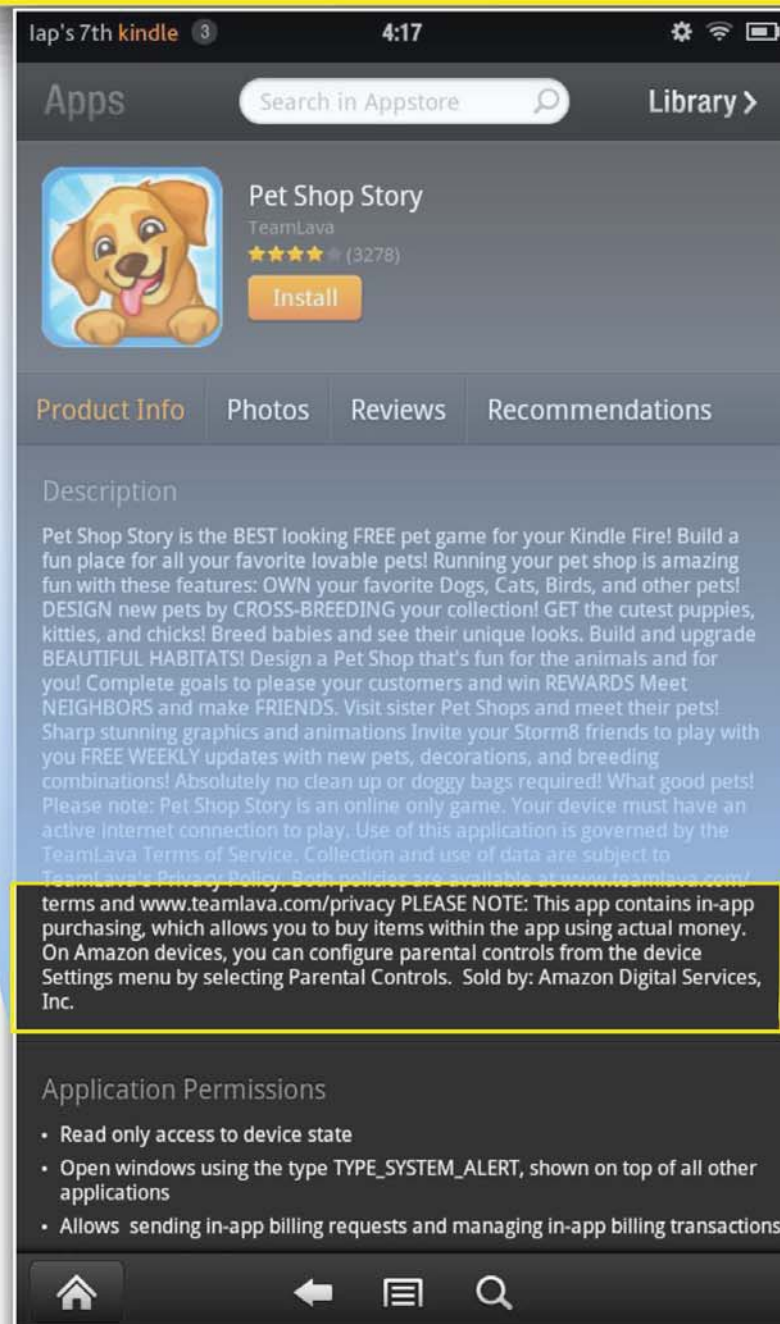 lap's 7th kindle 3 4:17
Apps Search in Appstore Library >
Pet Shop Story
TeamLava
(3278)
Install
Product Info Photos Reviews Recommendations
Description
Pet Shop Story is the BEST looking FREE pet game for your Kindle Fire! Build a
fun place for all your favorite lovable pets! Running your pet shop is amazing
fun with these features: OWN your favorite Dogs, Cats, Birds, and other pets!
DESIGN new pets by CROSS-BREEDING your collection! GET the cutest puppies,
kitties, and chicks! Breed babies and see their unique looks. Build and upgrade
BEAUTIFUL HABITATS! Design a Pet Shop that's fun for the animals and for
you! Complete goals to please your customers and win REWARDS Meet
NEIGHBORS and make FRIENDS. Visit sister Pet Shops and meet their pets!
Sharp stunning graphics and animations Invite your Storm8 friends to play with
you FREE WEEKLY updates with new pets, decorations, and breeding
combinations! Absolutely no clean up or doggy bags required! What good pets!
Please note: Pet Shop Story is an online only game. Your device must have an
active internet connection to play. Use of this application is governed by the
TeamLava Terms of Service. Collection and use of data are subject to
TeamLava's Privacy Policy. Both policies are available at www.teamlava.com/
terms and www.teamlava.com/privacy PLEASE NOTE: This app contains in-app
purchasing, which allows you to buy items within the app using actual money.
On Amazon devices, you can configure parental controls from the device
Settings menu by selecting Parental Controls. Sold by: Amazon Digital Services,
Inc.
Application Permissions
• Read only access to device state
• Open windows using the type TYPE_SYSTEM_ALERT, shown on top of all other
applications
• Allows sending in-app billing requests and managing in-app billing transactions